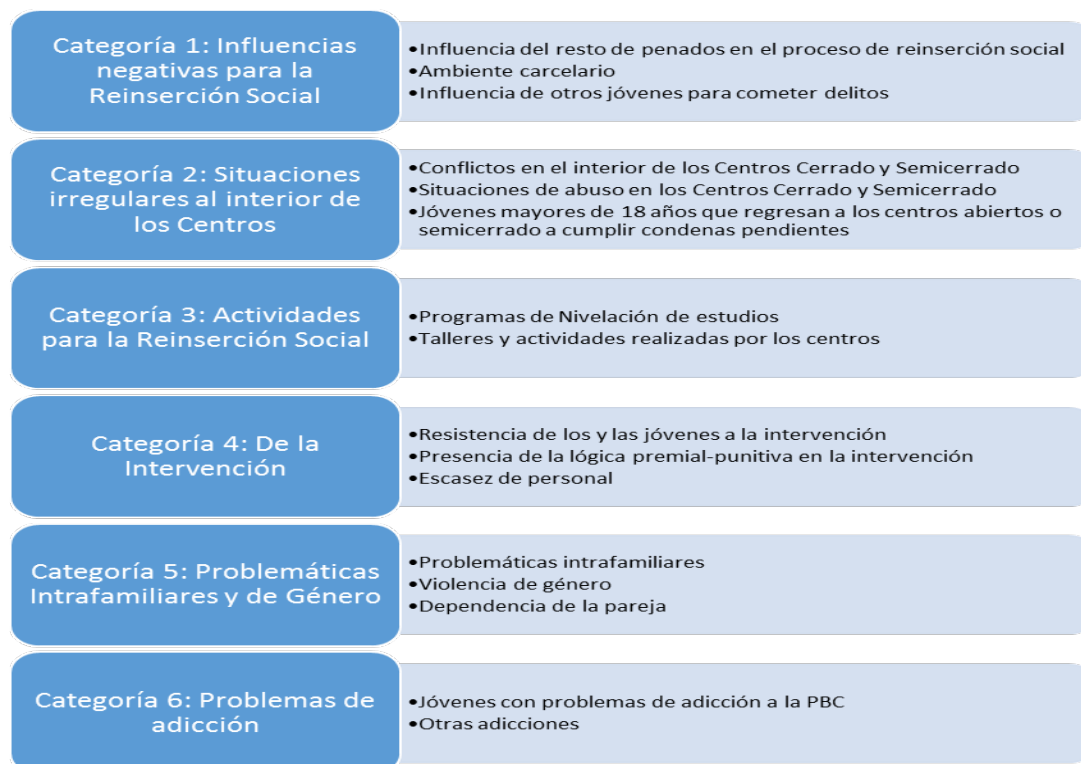 Categoría 1: Influencias
negativas para la
Reinserción Social
•Influencia del resto de penados en el proceso de reinserción social
•Ambiente carcelario
•Influencia de otros jóvenes para cometer delitos
Categoría 2: Situaciones
irregulares al interior de
los Centros
•Conflictos en el interior de los Centros Cerrado y Semicerrado
•Situaciones de abuso en los Centros Cerrado y Semicerrado
•Jóvenes mayores de 18 años que regresan a los centros abiertos o
semicerrado a cumplir condenas pendientes
Categoría 3: Actividades
para la Reinserción Social
•Programas de Nivelación de estudios
•Talleres y actividades realizadas por los centros
Categoría 4: De la
Intervención
•Resistencia de los y las jóvenes a la intervención
•Presencia de la lógica premial-punitiva en la intervención
•Escasez de personal
Categoría 5: Problemáticas
Intrafamiliares y de Género
•Problemáticas intrafamiliares
•Violencia de género
•Dependencia de la pareja
Categoría 6: Problemas de
adicción
•Jóvenes con problemas de adicción a la PBC
•Otras adicciones